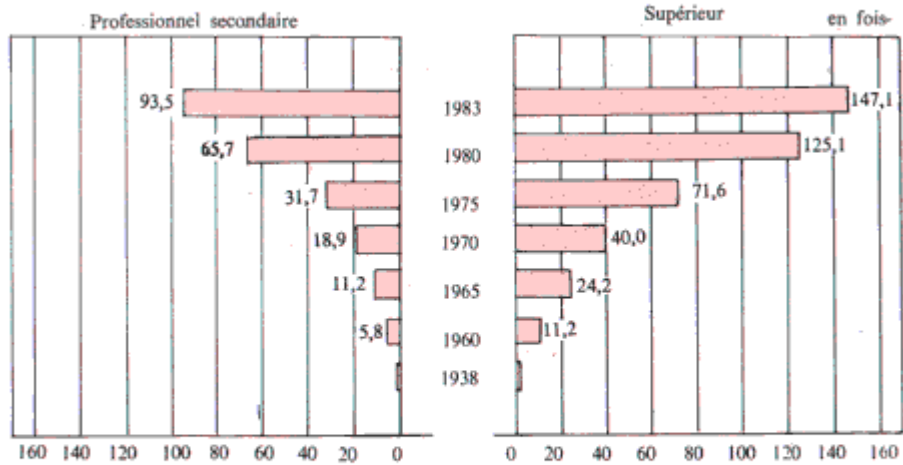 Professionnel secondaire
Supérieur
en fois-
93,5 1983 147,1
65,7 1980 125,1
31,7 1975 71,6
18,9 1970 40,0
11,2 1965 24,2
5,8 1960 11,2
1938
160 140 120 100 80 60 40 20 0
0 20 40 60 80 100 120 140 160